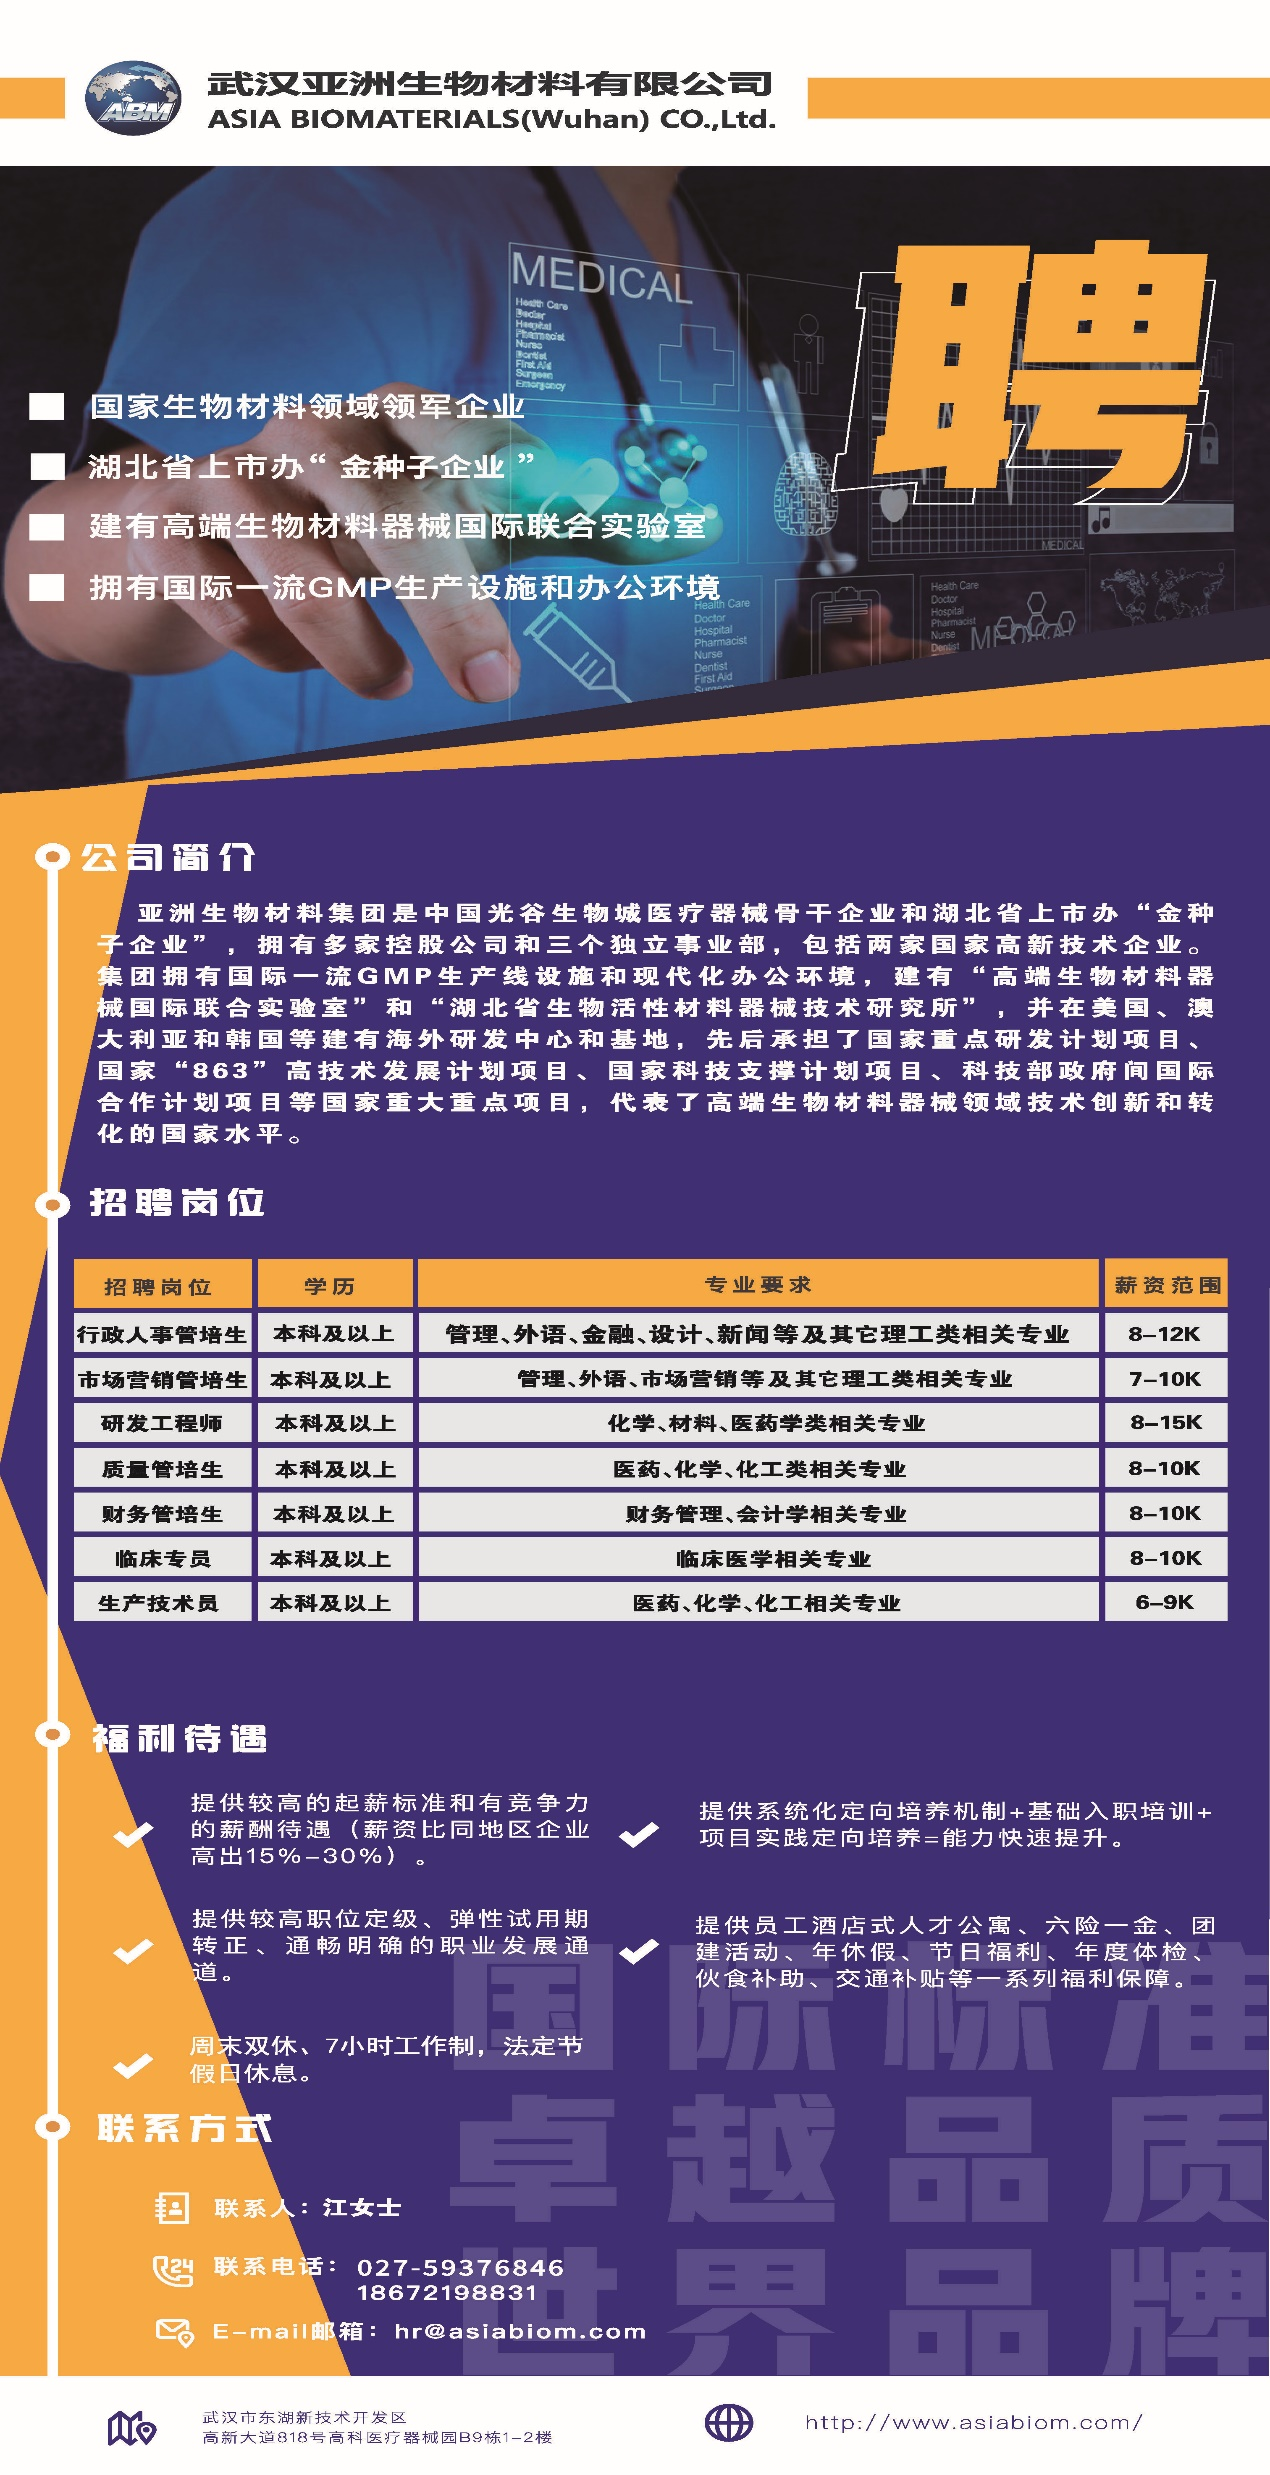 武汉亚洲生物材料有限公司
ABM
ASIA BIOMATERIALS(Wuhan) CO.,Ltd.
聘
MEDICAL
Health Care
Doctor
Hospital
Pharmacist
Nurse
Dentist
First Aid
Surgeon
Emergency
国家生物材料领域领军企业
湖北省上市办“金种子企业”
建有高端生物材料器械国际联合实验室
拥有国际一流GMP生产设施和办公环境
MEDICAL
Health Care
Doctor
Hospital
Pharmacist
Nurse
Dentist
First Aid
Surgeon
Health Care
Doctor
Hospital
Pharmacist
Nurse
Dentist
MEDICAL
公司简介
亚洲生物材料集团是中国光谷生物城医疗器械骨干企业和湖北省上市办“金种
子企业”，拥有多家控股公司和三个独立事业部，包括两家国家高新技术企业。
集团拥有国际一流GMP生产线设施和现代化办公环境，建有“高端生物材料器
械国际联合实验室”和“湖北省生物活性材料器械技术研究所”，并在美国、澳
大利亚和韩国等建有海外研发中心和基地，先后承担了国家重点研发计划项目、
国家“863”高技术发展计划项目、国家科技支撑计划项目、科技部政府间国际
合作计划项目等国家重大重点项目，代表了高端生物材料器械领域技术创新和转
化的国家水平。
招聘岗位
招聘岗位 学历 专业要求 薪资范围
行政人事管培生 本科及以上 管理、外语、金融、设计、新闻等及其它理工类相关专业 8–12K
市场营销管培生 本科及以上 管理、外语、市场营销等及其它理工类相关专业 7–10K
研发工程师 本科及以上 化学、材料、医药学类相关专业 8–15K
质量管培生 本科及以上 医药、化学、化工类相关专业 8–10K
财务管培生 本科及以上 财务管理、会计学相关专业 8–10K
临床专员 本科及以上 临床医学相关专业 8–10K
生产技术员 本科及以上 医药、化学、化工相关专业 6–9K
福利待遇
提供较高的起薪标准和有竞争力
的薪酬待遇（薪资比同地区企业
高出15%–30%）。
提供系统化定向培养机制+基础入职培训+
项目实践定向培养=能力快速提升。
提供较高职位定级、弹性试用期
转正、通畅明确的职业发展通
道。
提供员工酒店式人才公寓、六险一金、团
建活动、年休假、节日福利、年度体检、
伙食补助、交通补贴等一系列福利保障。
周末双休、7小时工作制，法定节
假日休息。
国际标准
卓越品质
世界品牌
联系方式
联系人：江女士
24
联系电话：027-59376846
18672198831
E–mail邮箱：hr@asiabiom.com
武汉市东湖新技术开发区
高新大道818号高科医疗器械园B9栋1–2楼
http://www.asiabiom.com/